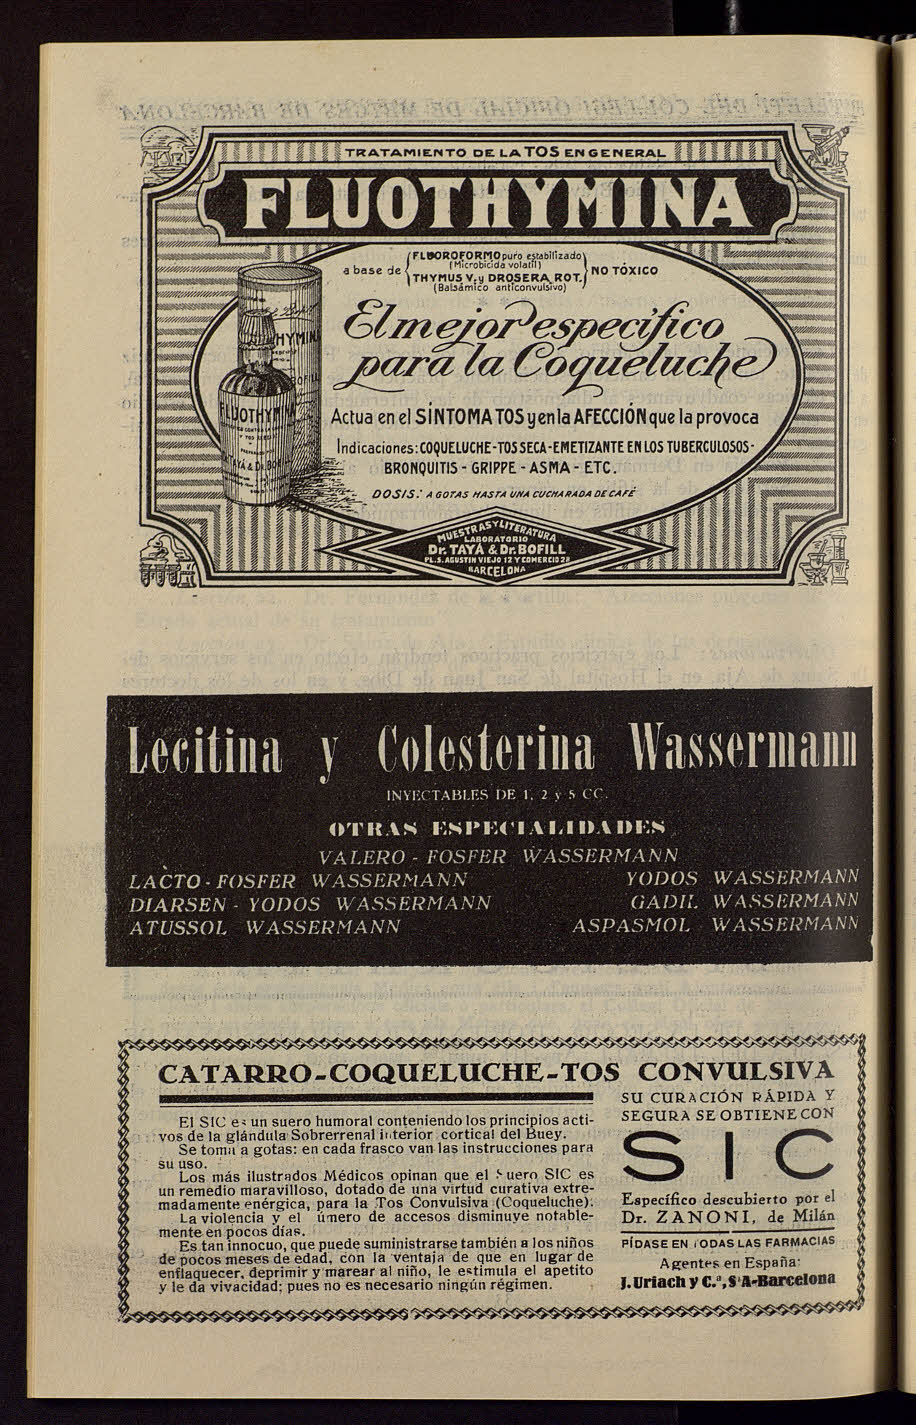 TRATAMIENTO DE LA TOS EN GENERAL
FLUOTHYMINA
a base de
FLUOROFORMO puro estabilizado
(Microbicida volatil)
THYMUS V. y DROSERA ROT.
(Balsámico anticonvulsivo)
NO TÓXICO
El mejor específico
para la Coqueluche
Actua en el SÍNTOMA TOS y en la AFECCIÓN que la provoca
Indicaciones: COQUELUCHE-TOS SECA-EMETIZANTE EN LOS TUBERCULOSOS-
BRONQUITIS - GRIPPE - ASMA - ETC.
DOSIS: A GOTAS HASTA UNA CUCHARADA DE CAFÉ
FLUOTHYMINA
MUESTRAS Y LITERATURA
LABORATORIO
Dr. TAYÁ & Dr. BOFILL
PL. S. AGUSTIN VIEJO 12 Y COMERCIO 28
BARCELONA
Lecitina y Colesterina Wassermann
INYECTABLES DE 1, 2 y 5 CC.
OTRAS ESPECIALIDADES
VALERO - FOSFER WASSERMANN
LACTO - FOSFER WASSERMANN YODOS WASSERMANN
DIARSEN - YODOS WASSERMANN GADIL WASSERMANN
ATUSSOL WASSERMANN ASPASMOL WASSERMANN
CATARRO-COQUELUCHE-TOS CONVULSIVA
El SIC es un suero humoral conteniendo los principios acti-
vos de la glándula Sobrerrenal interior cortical del Buey.
Se toma a gotas: en cada frasco van las instrucciones para
su uso.
Los más ilustrados Médicos opinan que el Suero SIC es
un remedio maravilloso, dotado de una virtud curativa extre-
madamente enérgica, para la Tos Convulsiva (Coqueluche).
La violencia y el úmero de accesos disminuye notable-
mente en pocos días.
Es tan innocuo, que puede suministrarse también a los niños
de pocos meses de edad, con la ventaja de que en lugar de
enflaquecer, deprimir y marear al niño, le estimula el apetito
y le da vivacidad; pues no es necesario ningún régimen.
SU CURACIÓN RÁPIDA Y
SEGURA SE OBTIENE CON
SIC
Específico descubierto por el
Dr. ZANONI, de Milán
PÍDASE EN TODAS LAS FARMACIAS
Agentes en España:
J. Uriach y C.ª, S A-Barcelona